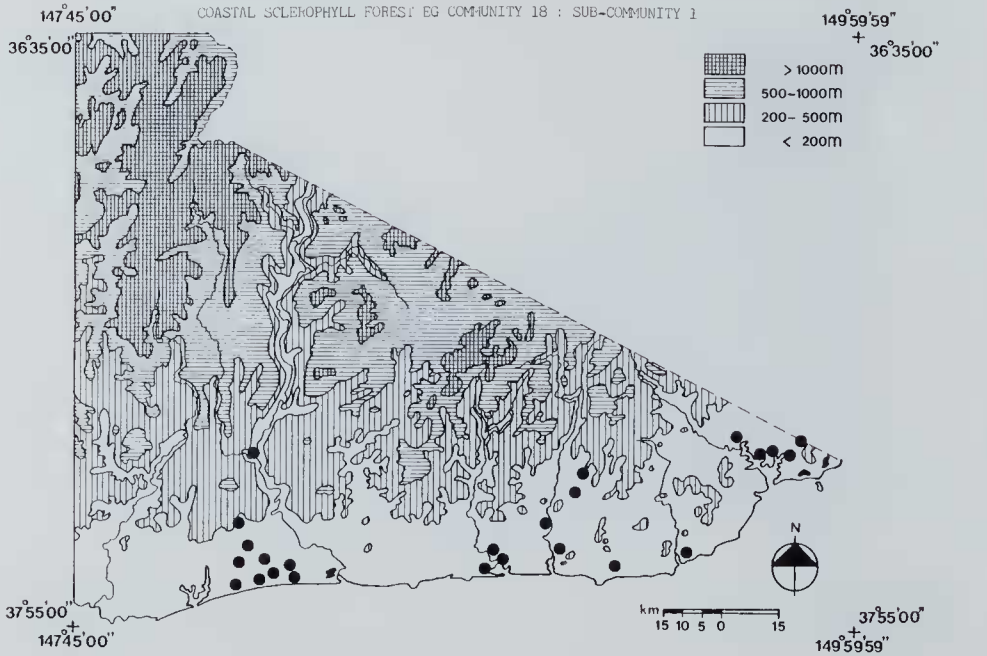 COASTAL SCLEROPHYLL FOREST EG COMMUNITY 18 : SUB-COMMUNITY 1
147°45'00"
36°35'00"
149°59'59"
36°35'00"
> 1000m
500-1000m
200- 500m
< 200m
N
km
15 10 5 0 15
37°55'00"
147°45'00"
37°55'00"
149°59'59"